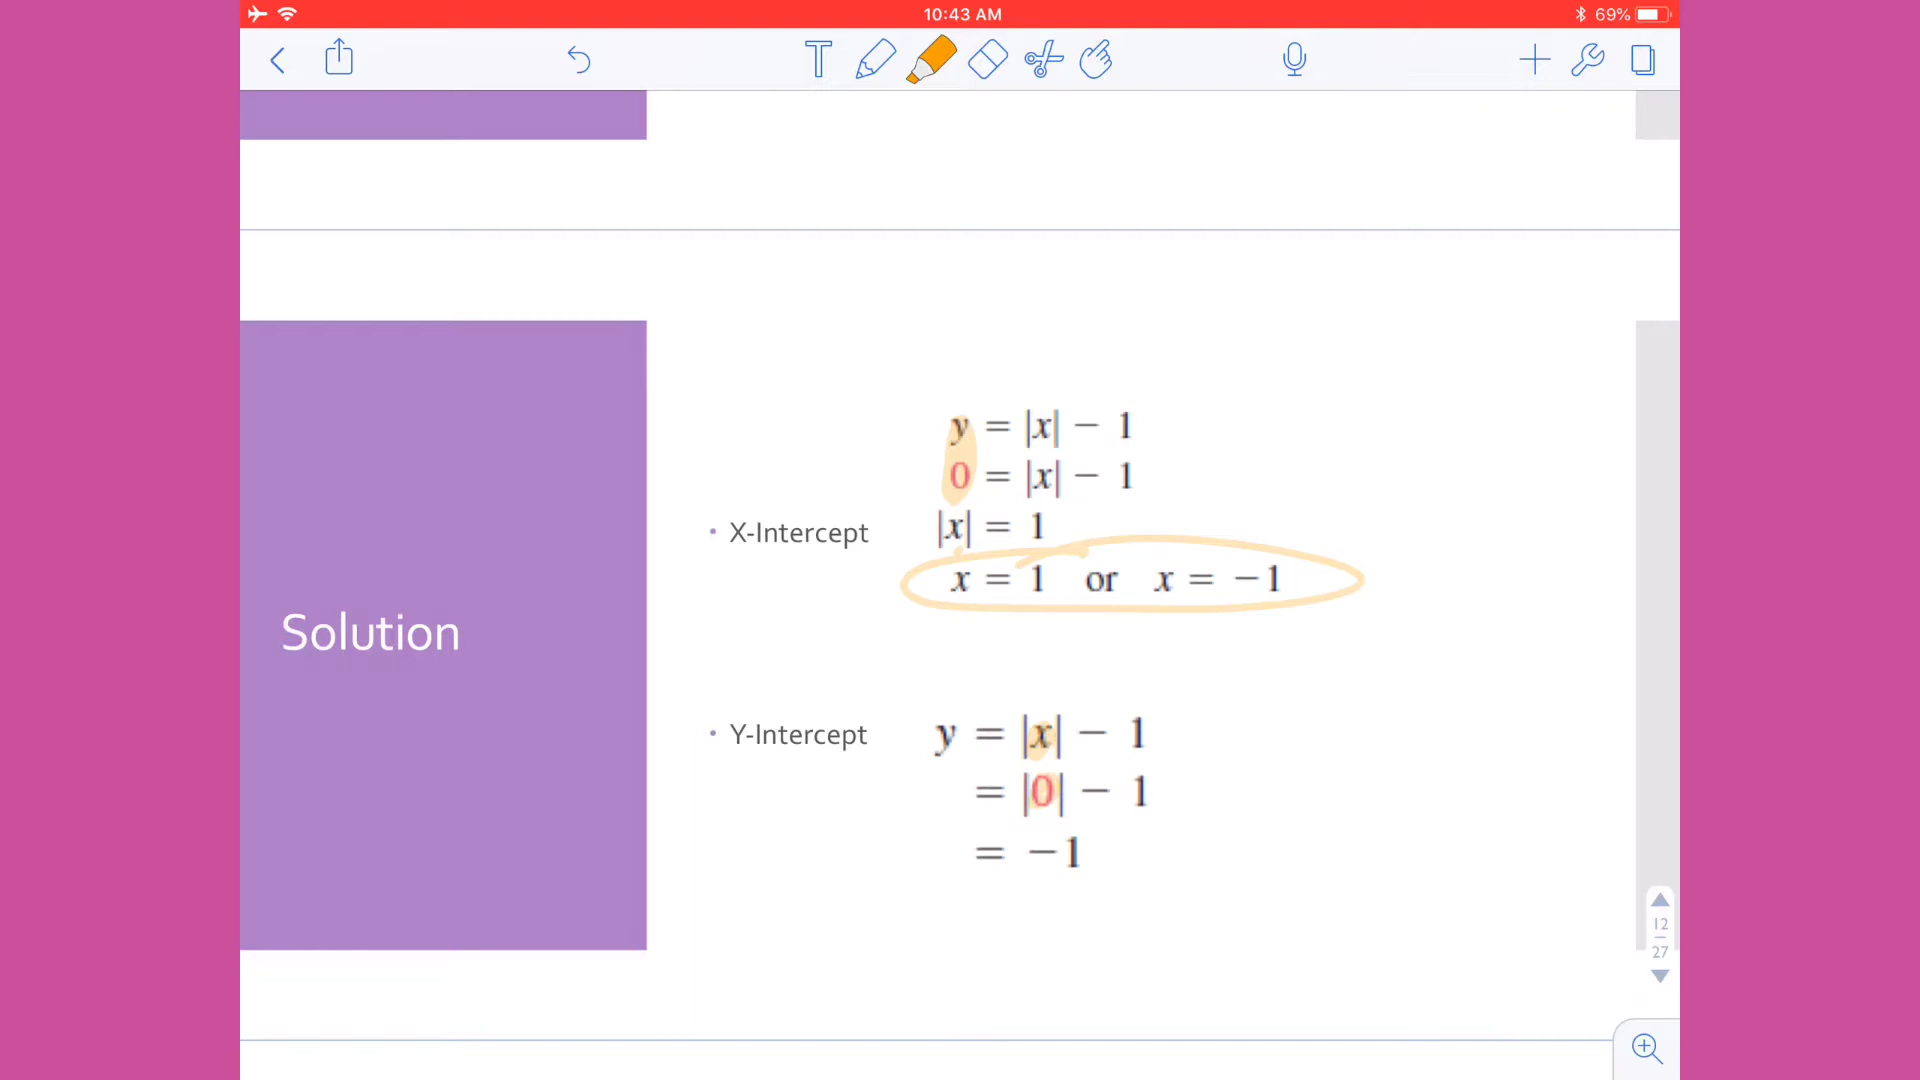 10:43 AM
69%
T
y = |x| − 1
0 = |x| − 1
• X-Intercept
|x| = 1
x = 1 or x = −1
Solution
• Y-Intercept
y = |x| − 1
= |0| − 1
= −1
12
27